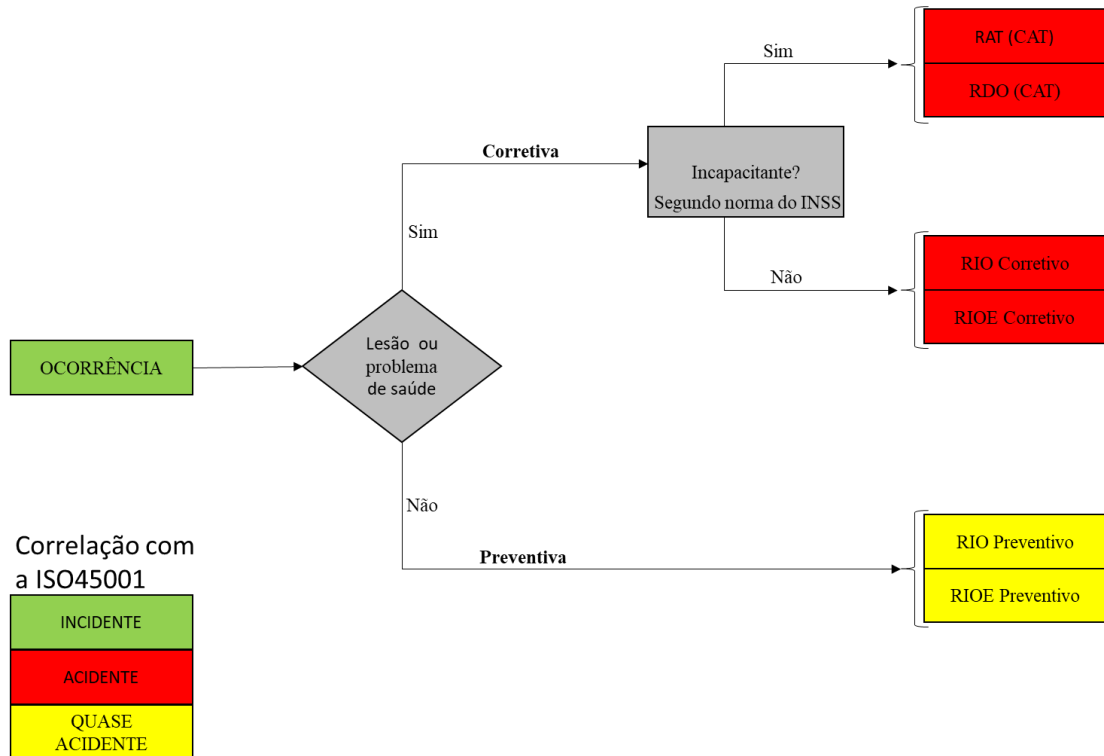 Sim
RAT (CAT)
RDO (CAT)
Corretiva
Incapacitante?
Segundo norma do INSS
Sim
Não
RIO Corretivo
RIOE Corretivo
OCORRÊNCIA
Lesão ou
problema
de saúde
Não
Preventiva
RIO Preventivo
RIOE Preventivo
Correlação com
a ISO45001
INCIDENTE
ACIDENTE
QUASE
ACIDENTE